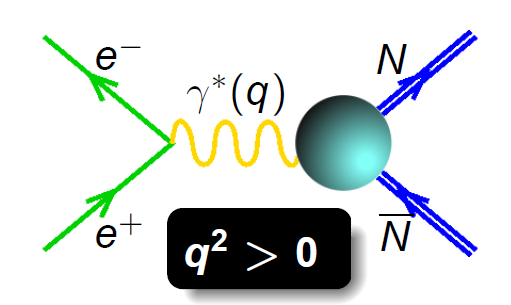 e⁻
γ*(q)
N
e⁺
N̅
q² > 0